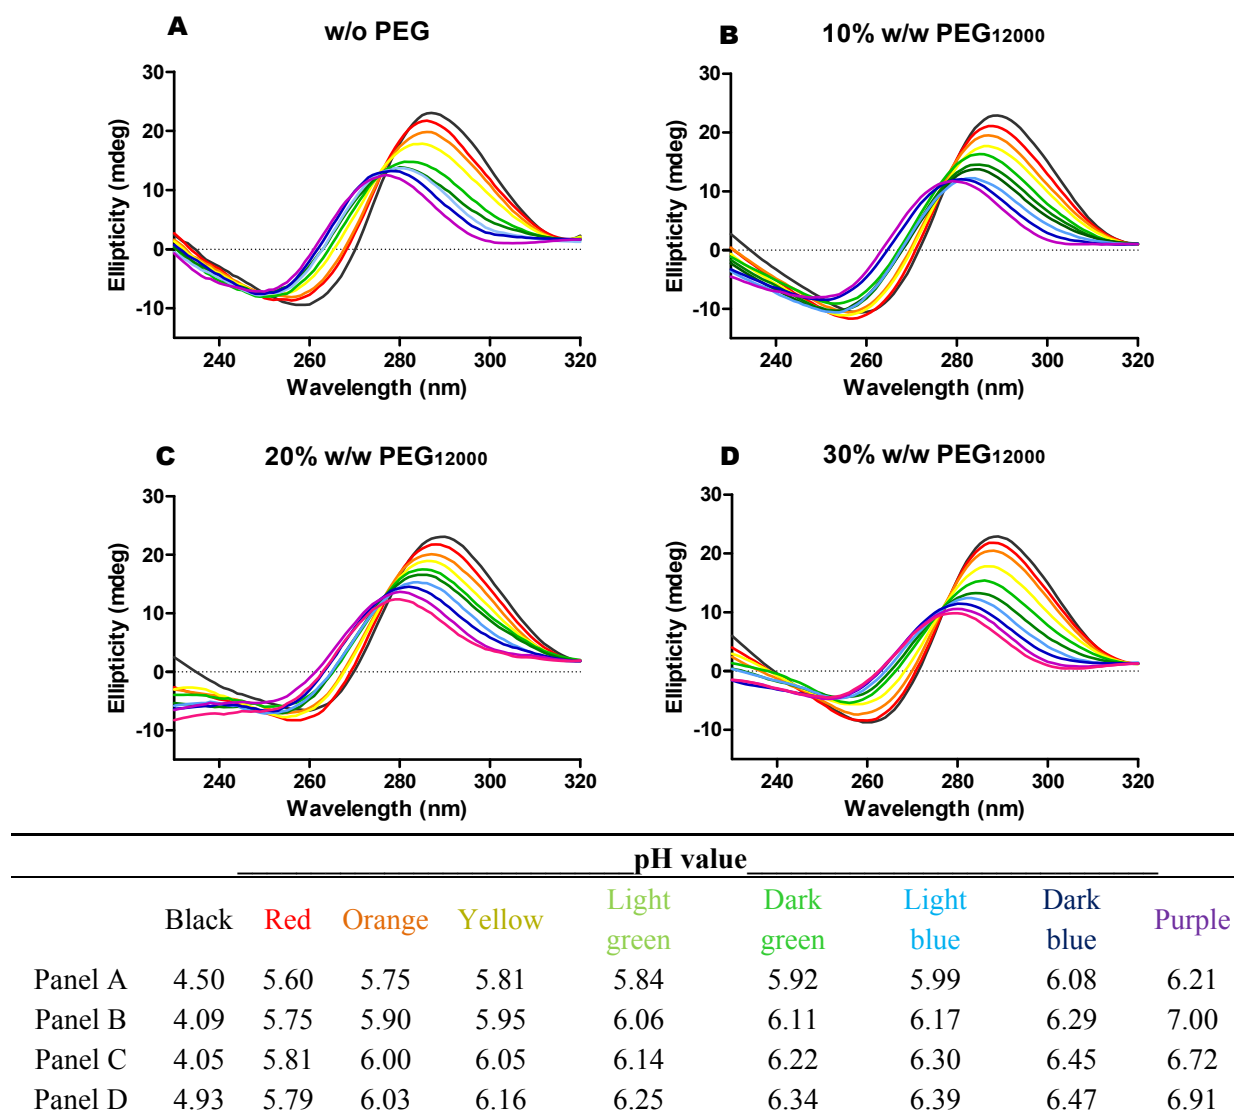 A w/o PEG
B 10% w/w PEG12000
30
20
10
0
-10
Ellipticity (mdeg)
240 260 280 300 320
Wavelength (nm)
30
20
10
0
-10
Ellipticity (mdeg)
240 260 280 300 320
Wavelength (nm)
C 20% w/w PEG12000
D 30% w/w PEG12000
30
20
10
0
-10
Ellipticity (mdeg)
240 260 280 300 320
Wavelength (nm)
30
20
10
0
-10
Ellipticity (mdeg)
240 260 280 300 320
Wavelength (nm)
pH value
Black Red Orange Yellow Light green Dark green Light blue Dark blue Purple
Panel A 4.50 5.60 5.75 5.81 5.84 5.92 5.99 6.08 6.21
Panel B 4.09 5.75 5.90 5.95 6.06 6.11 6.17 6.29 7.00
Panel C 4.05 5.81 6.00 6.05 6.14 6.22 6.30 6.45 6.72
Panel D 4.93 5.79 6.03 6.16 6.25 6.34 6.39 6.47 6.91